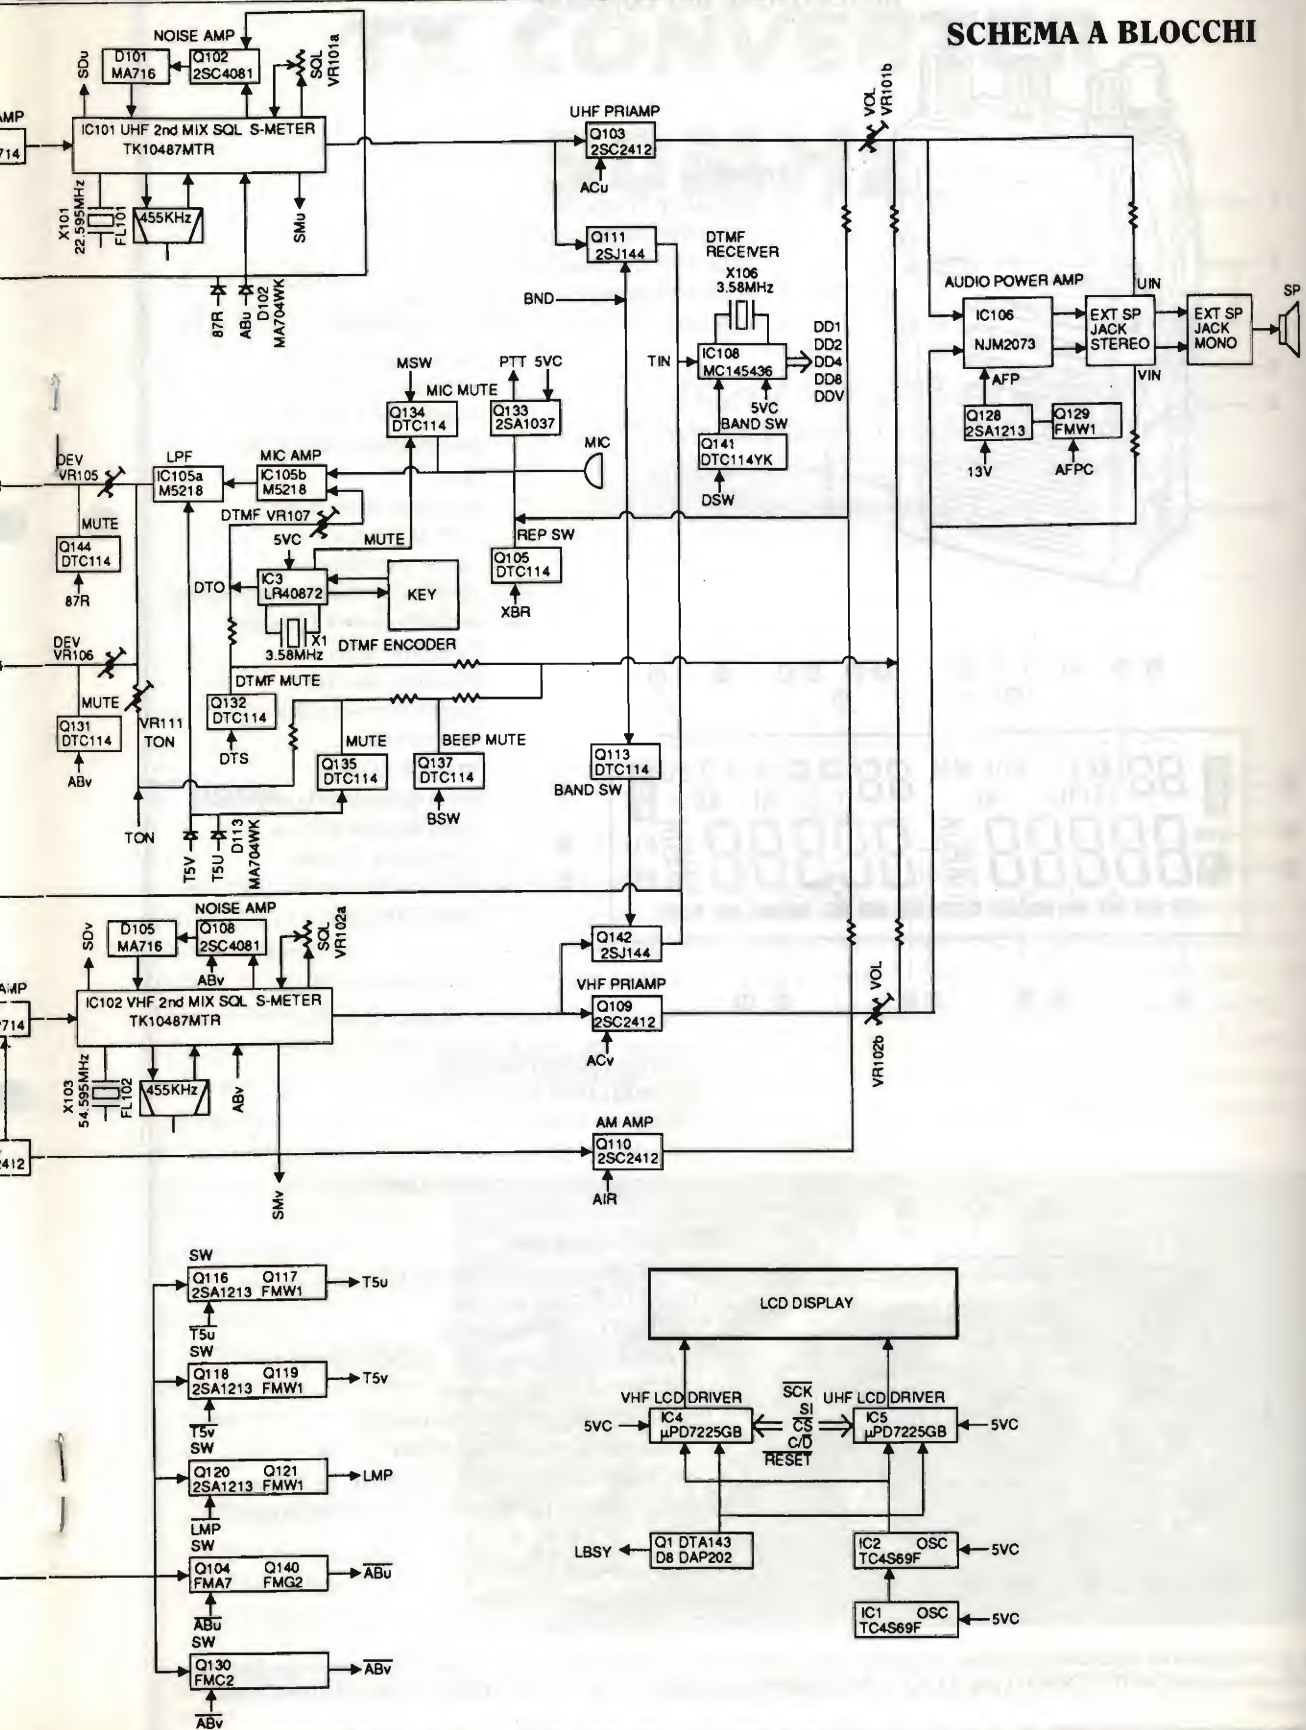 SCHEMA A BLOCCHI
NOISE AMP
D101
MA716
Q102
2SC4081
SDu
SQL
VR101a
AMP
714
IC101 UHF 2nd MIX SQL S-METER
TK10487MTR
X101
22.595MHz
FL101
455KHz
SMu
87R
ABu
D102
MA704WK
UHF PRIAMP
Q103
2SC2412
ACu
Q111
2SJ144
BND
DTMF
RECEIVER
X106
3.58MHz
TIN
IC108
MC145436
DD1
DD2
DD4
DD8
DDV
5VC
BAND SW
Q141
DTC114YK
DSW
VOL
VR101b
AUDIO POWER AMP
IC106
NJM2073
AFP
Q128
2SA1213
13V
Q129
FMW1
AFPC
UIN
EXT SP
JACK
STEREO
VIN
EXT SP
JACK
MONO
SP
MSW
MIC MUTE
Q134
DTC114
PTT 5VC
Q133
2SA1037
MIC
DEV
VR105
LPF
IC105a
M5218
MIC AMP
IC105b
M5218
MUTE
Q144
DTC114
87R
DTMF VR107
5VC
MUTE
DTO
IC3
LR40872
KEY
X1
3.58MHz
DTMF ENCODER
REP SW
Q105
DTC114
XBR
DEV
VR106
MUTE
Q131
DTC114
ABv
VR111
TON
TON
DTMF MUTE
Q132
DTC114
DTS
MUTE
Q135
DTC114
BEEP MUTE
Q137
DTC114
BSW
T5V
T5U
D113
MA704WK
Q113
DTC114
BAND SW
NOISE AMP
D105
MA716
Q108
2SC4081
ABv
SDv
SQL
VR102a
AMP
714
IC102 VHF 2nd MIX SQL S-METER
TK10487MTR
X103
54.595MHz
FL102
455KHz
ABv
SMv
2412
Q142
2SJ144
VHF PRIAMP
Q109
2SC2412
ACv
VOL
VR102b
AM AMP
Q110
2SC2412
AIR
SW
Q116 Q117
2SA1213 FMW1
T5u
T5u
SW
Q118 Q119
2SA1213 FMW1
T5v
T5v
SW
Q120 Q121
2SA1213 FMW1
LMP
LMP
SW
Q104 Q140
FMA7 FMG2
ABu
ABu
SW
Q130
FMC2
ABv
ABv
LCD DISPLAY
VHF LCD DRIVER
IC4
µPD7225GB
5VC
SCK
SI
CS
C/D
RESET
UHF LCD DRIVER
IC5
µPD7225GB
5VC
LBSY
Q1 DTA143
D8 DAP202
IC2 OSC
TC4S69F
5VC
IC1 OSC
TC4S69F
5VC